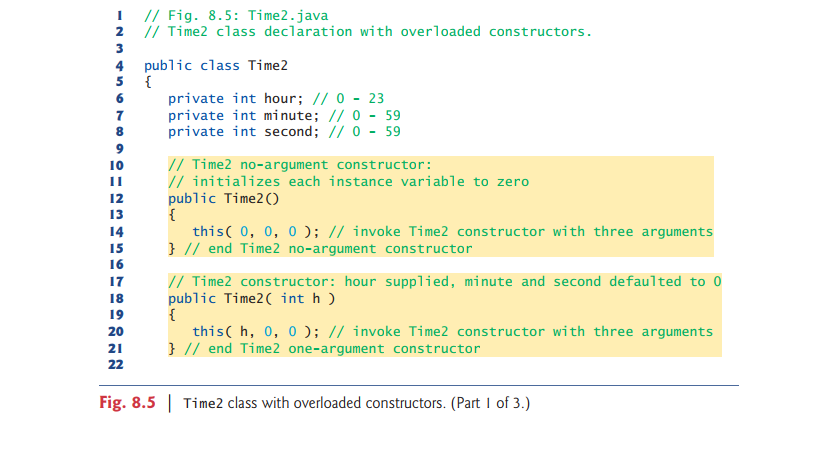 1 // Fig. 8.5: Time2.java
2 // Time2 class declaration with overloaded constructors.
3
4 public class Time2
5 {
6 private int hour; // 0 - 23
7 private int minute; // 0 - 59
8 private int second; // 0 - 59
9
10 // Time2 no-argument constructor:
11 // initializes each instance variable to zero
12 public Time2()
13 {
14 this( 0, 0, 0 ); // invoke Time2 constructor with three arguments
15 } // end Time2 no-argument constructor
16
17 // Time2 constructor: hour supplied, minute and second defaulted to 0
18 public Time2( int h )
19 {
20 this( h, 0, 0 ); // invoke Time2 constructor with three arguments
21 } // end Time2 one-argument constructor
22
Fig. 8.5 | Time2 class with overloaded constructors. (Part 1 of 3.)